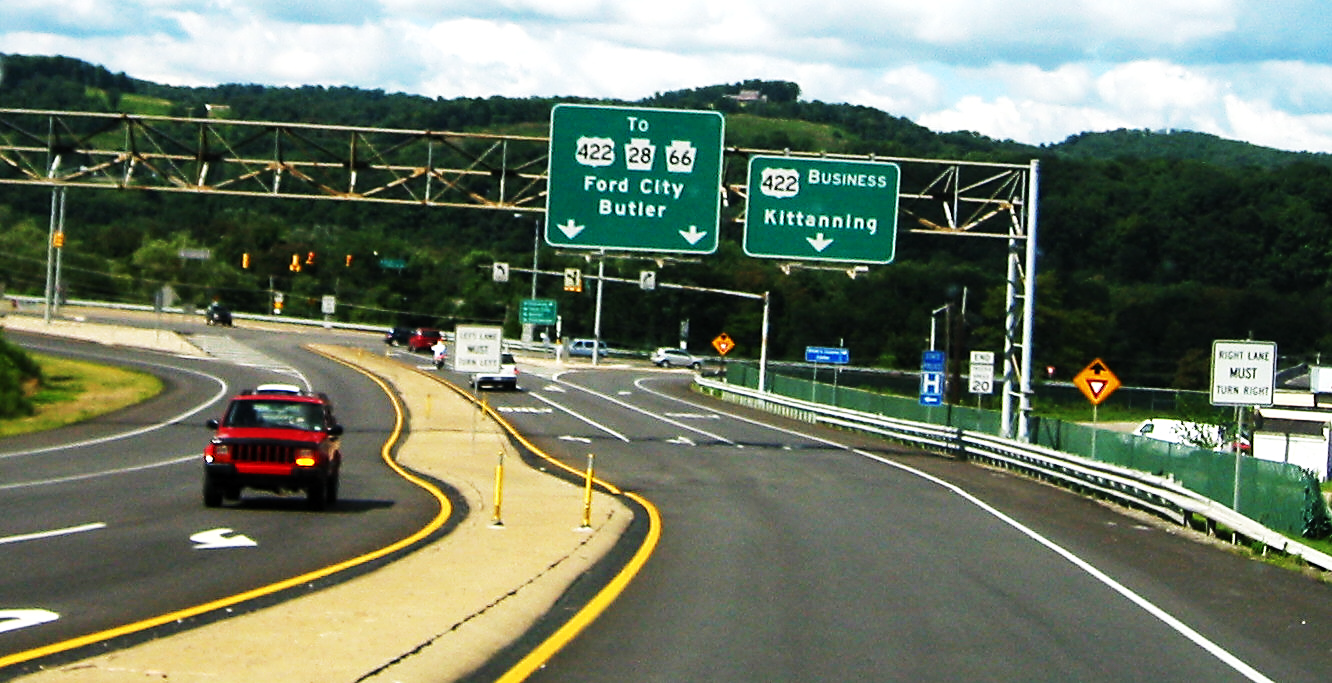 To
422 28 66
Ford City
Butler
422 BUSINESS
Kittanning
LEFT LANE
MUST
TURN LEFT
H
END
20
RIGHT LANE
MUST
TURN RIGHT